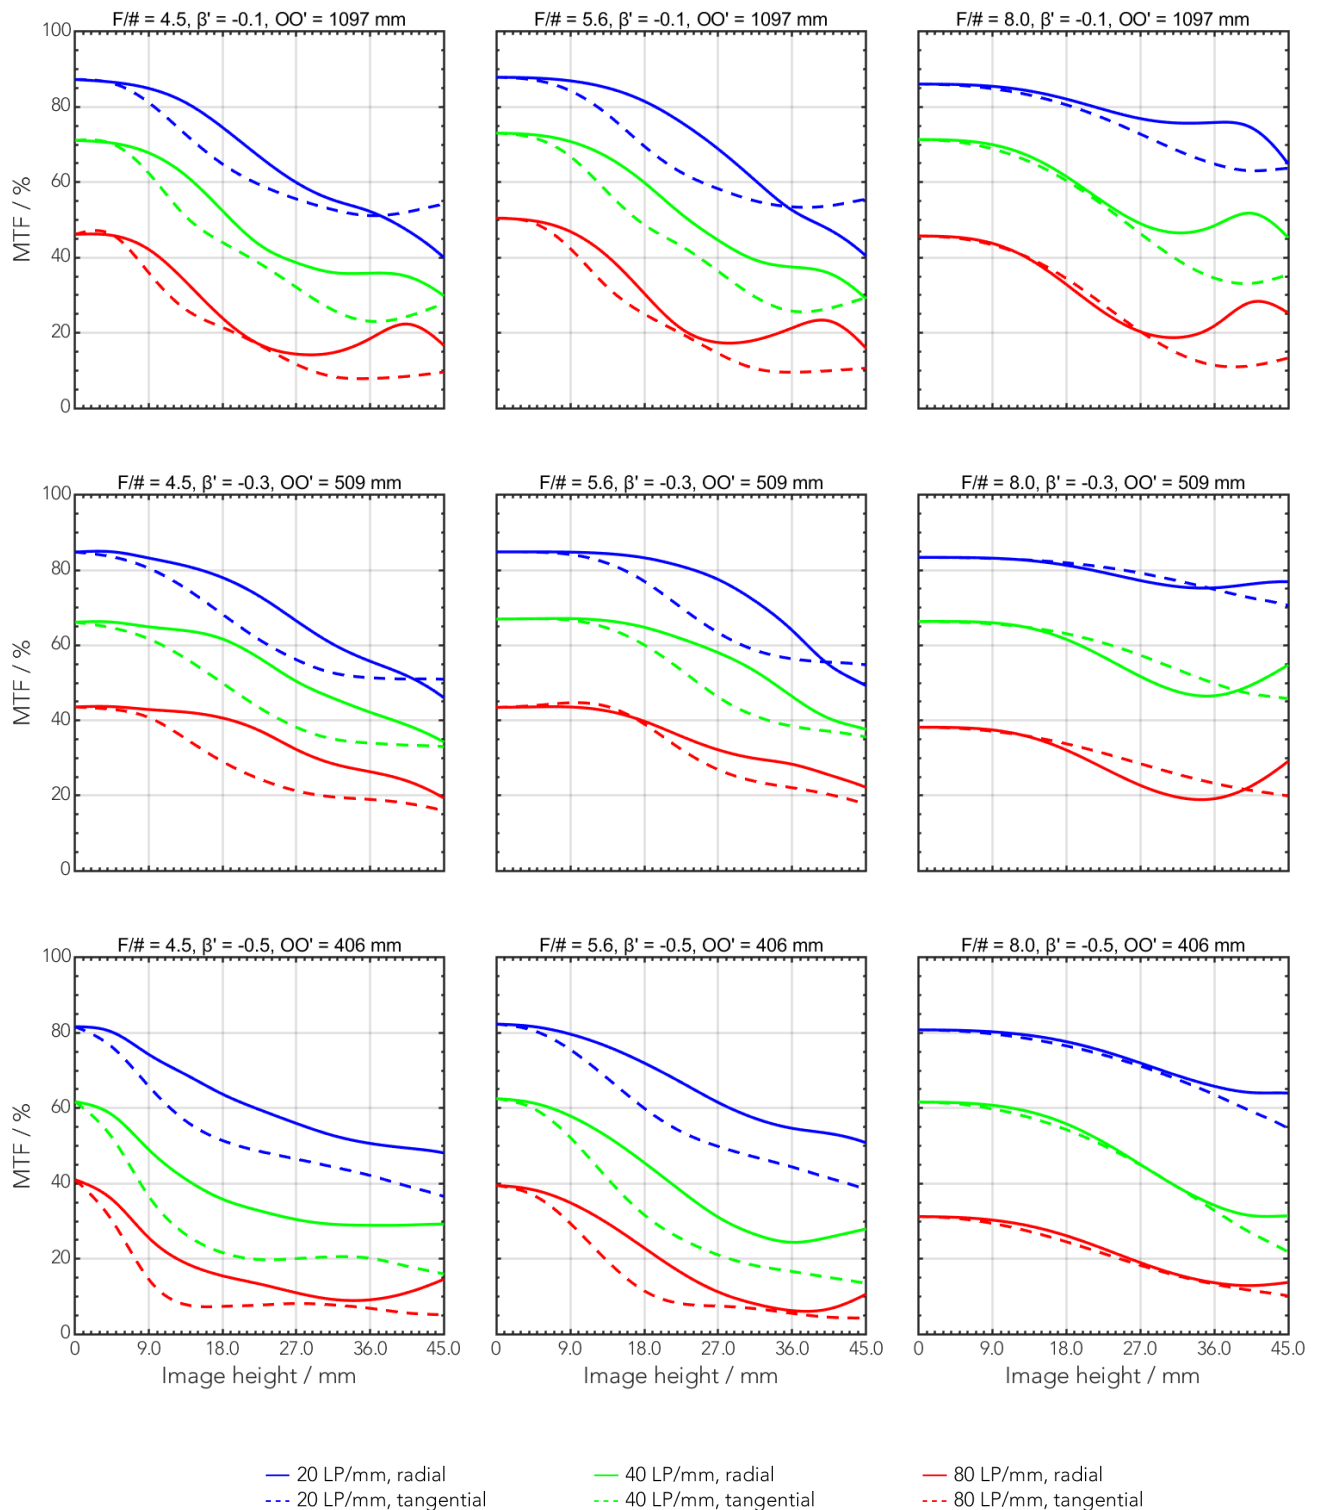 F/# = 4.5, β' = -0.1, OO' = 1097 mm
F/# = 5.6, β' = -0.1, OO' = 1097 mm
F/# = 8.0, β' = -0.1, OO' = 1097 mm
100
80
60
40
20
0
MTF / %
F/# = 4.5, β' = -0.3, OO' = 509 mm
F/# = 5.6, β' = -0.3, OO' = 509 mm
F/# = 8.0, β' = -0.3, OO' = 509 mm
100
80
60
40
20
0
MTF / %
F/# = 4.5, β' = -0.5, OO' = 406 mm
F/# = 5.6, β' = -0.5, OO' = 406 mm
F/# = 8.0, β' = -0.5, OO' = 406 mm
100
80
60
40
20
0
MTF / %
0 9.0 18.0 27.0 36.0 45.0
0 9.0 18.0 27.0 36.0 45.0
0 9.0 18.0 27.0 36.0 45.0
Image height / mm
Image height / mm
Image height / mm
20 LP/mm, radial
40 LP/mm, radial
80 LP/mm, radial
20 LP/mm, tangential
40 LP/mm, tangential
80 LP/mm, tangential